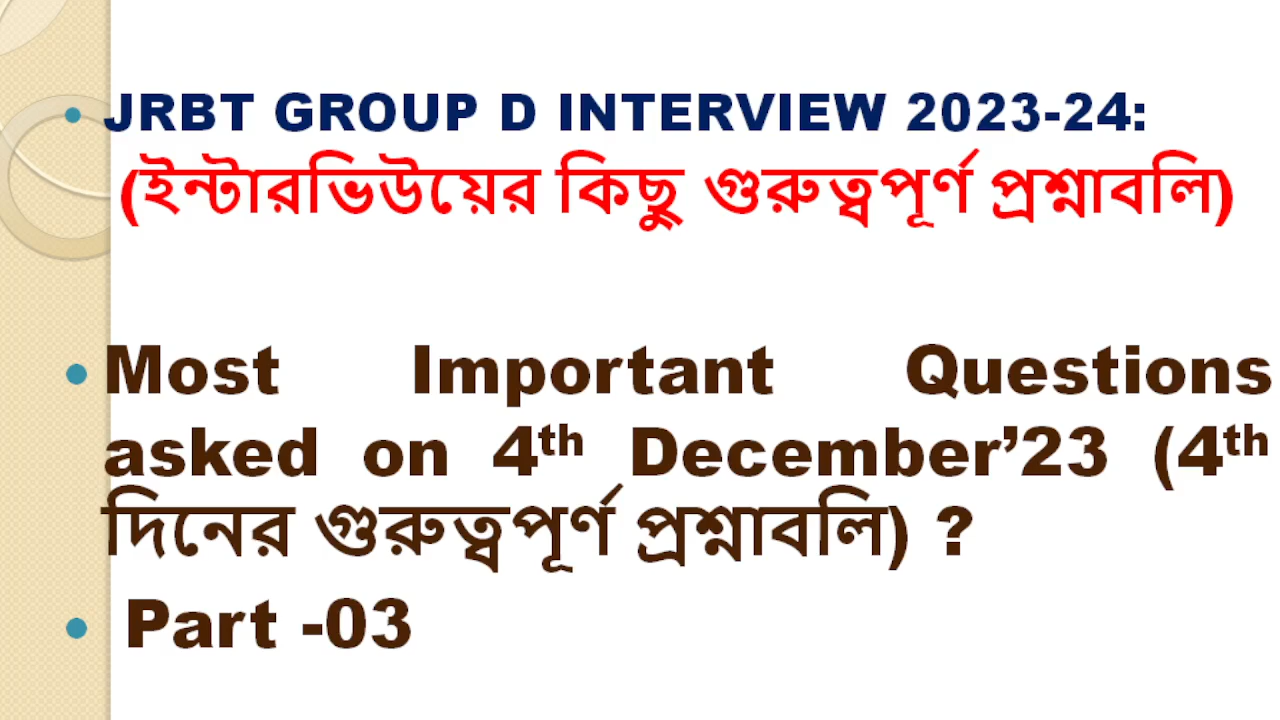 JRBT GROUP D INTERVIEW 2023-24:
(ইন্টারভিউয়ের কিছু গুরুত্বপূর্ণ প্রশ্নাবলি)
Most Important Questions
asked on 4th December’23 (4th
দিনের গুরুত্বপূর্ণ প্রশ্নাবলি) ?
Part -03